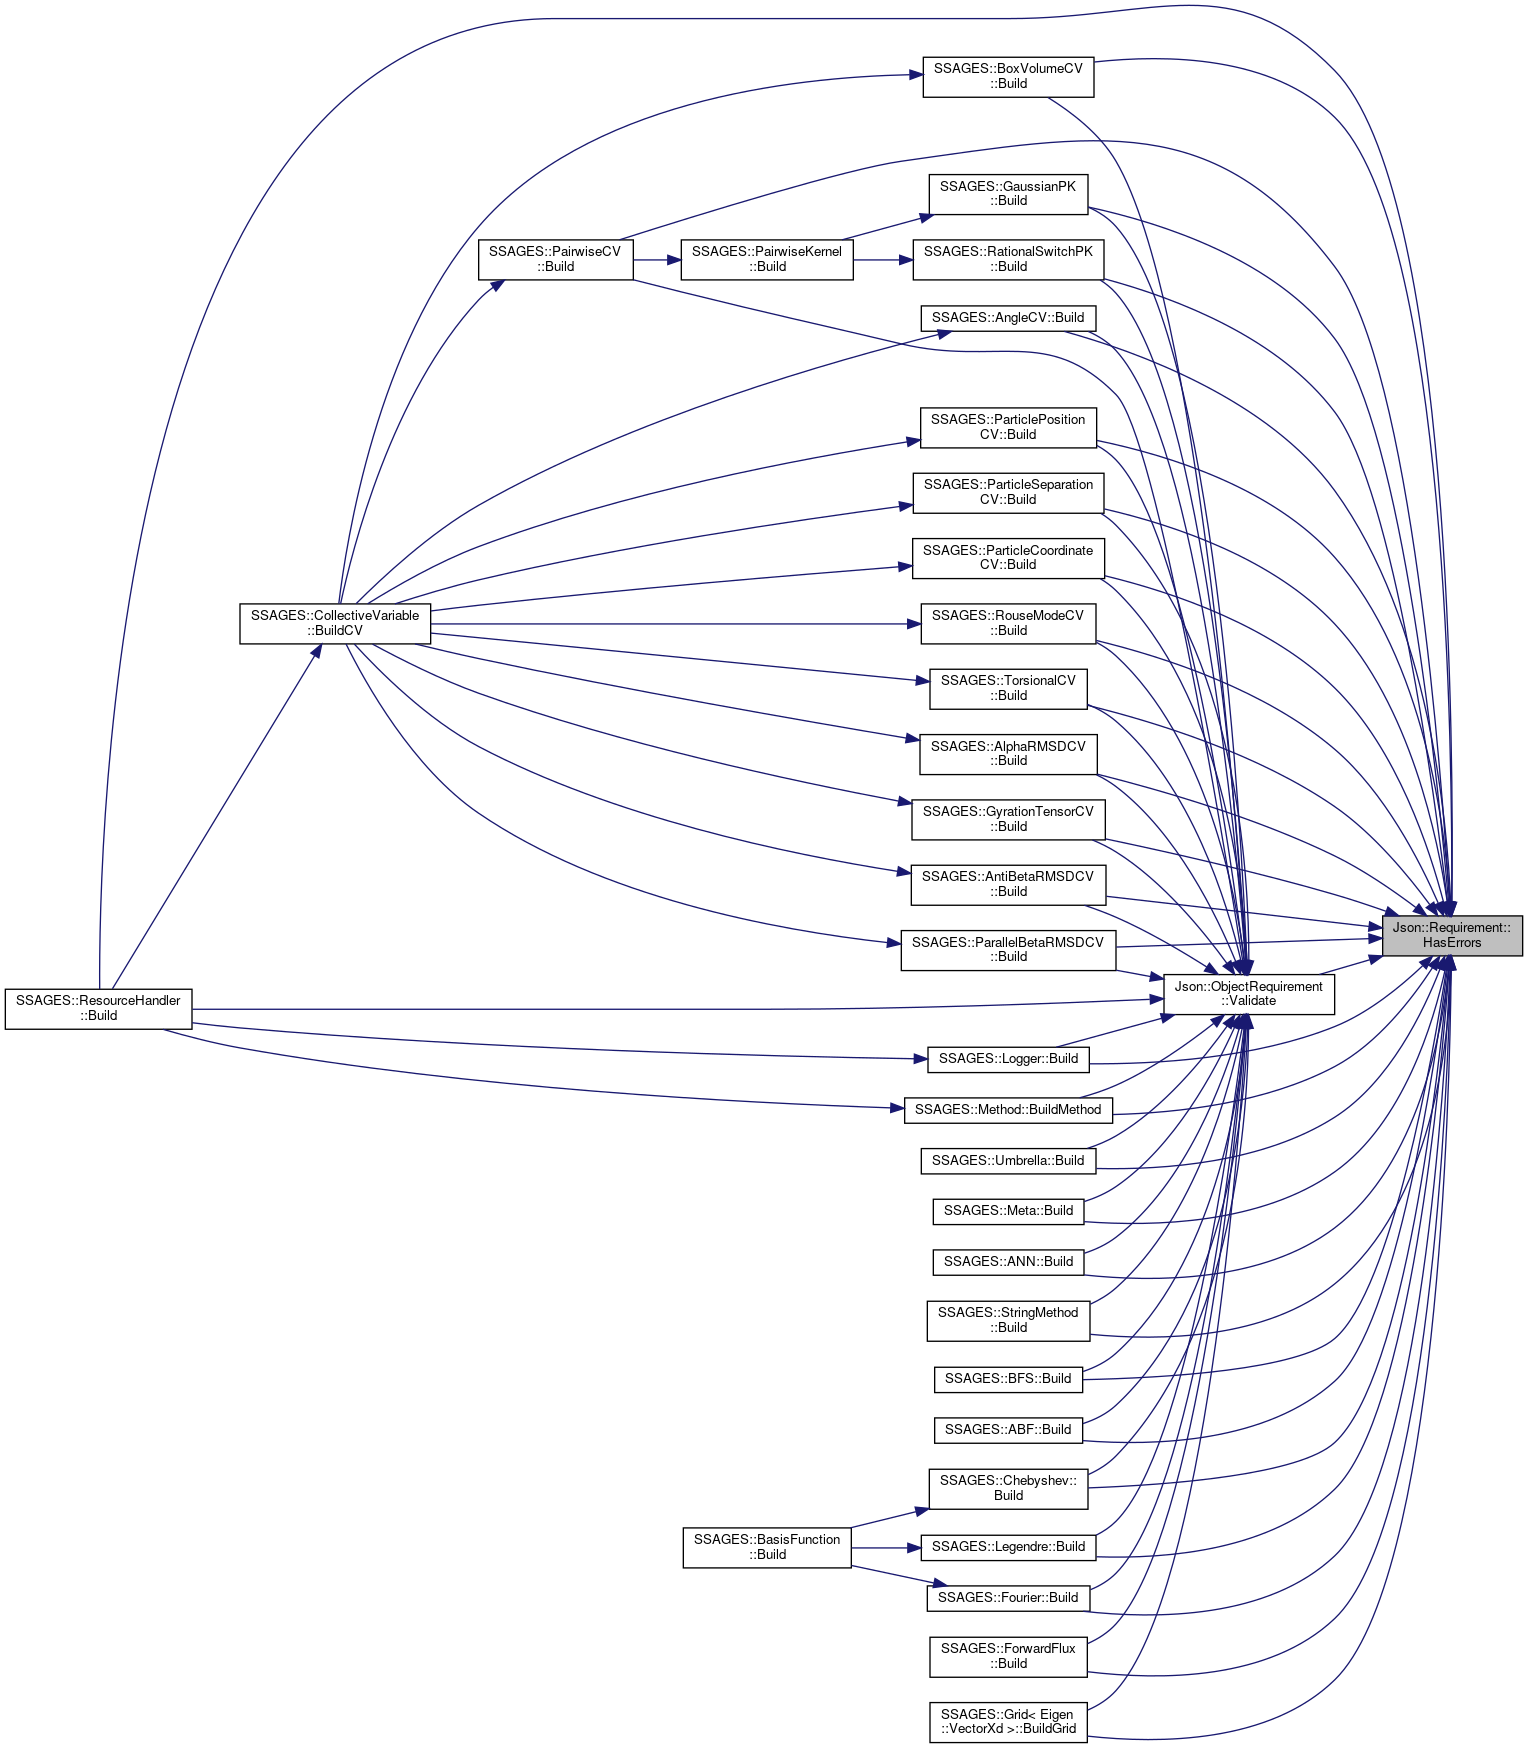 SSAGES::BoxVolumeCV
::Build
SSAGES::GaussianPK
::Build
SSAGES::PairwiseCV
::Build
SSAGES::PairwiseKernel
::Build
SSAGES::RationalSwitchPK
::Build
SSAGES::AngleCV::Build
SSAGES::ParticlePosition
CV::Build
SSAGES::ParticleSeparation
CV::Build
SSAGES::ParticleCoordinate
CV::Build
SSAGES::CollectiveVariable
::BuildCV
SSAGES::RouseModeCV
::Build
SSAGES::TorsionalCV
::Build
SSAGES::AlphaRMSDCV
::Build
SSAGES::GyrationTensorCV
::Build
SSAGES::AntiBetaRMSDCV
::Build
Json::Requirement::
HasErrors
SSAGES::ParallelBetaRMSDCV
::Build
Json::ObjectRequirement
::Validate
SSAGES::ResourceHandler
::Build
SSAGES::Logger::Build
SSAGES::Method::BuildMethod
SSAGES::Umbrella::Build
SSAGES::Meta::Build
SSAGES::ANN::Build
SSAGES::StringMethod
::Build
SSAGES::BFS::Build
SSAGES::ABF::Build
SSAGES::Chebyshev::
Build
SSAGES::BasisFunction
::Build
SSAGES::Legendre::Build
SSAGES::Fourier::Build
SSAGES::ForwardFlux
::Build
SSAGES::Grid< Eigen
::VectorXd >::BuildGrid